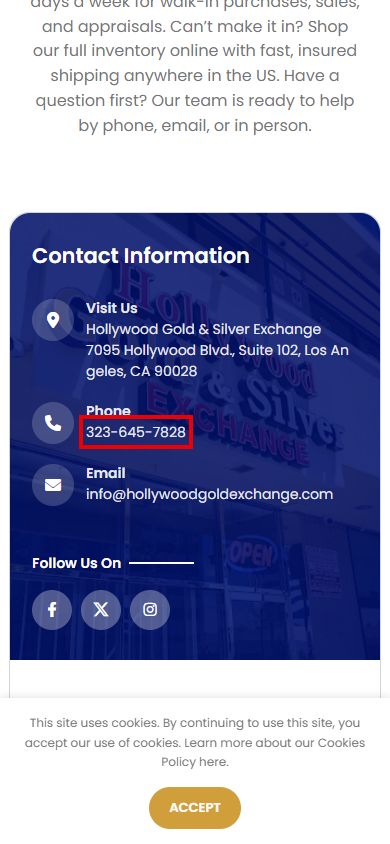 days a week for walk-in purchases, sales,
and appraisals. Can't make it in? Shop
our full inventory online with fast, insured
shipping anywhere in the US. Have a
question first? Our team is ready to help
by phone, email, or in person.
Contact Information
Visit Us
Hollywood Gold & Silver Exchange
7095 Hollywood Blvd., Suite 102, Los An
geles, CA 90028
Phone
323-645-7828
Email
info@hollywoodgoldexchange.com
Follow Us On
Hollywood
& Silver
EXCHANGE
OPEN
This site uses cookies. By continuing to use this site, you
accept our use of cookies. Learn more about our Cookies
Policy here.
ACCEPT